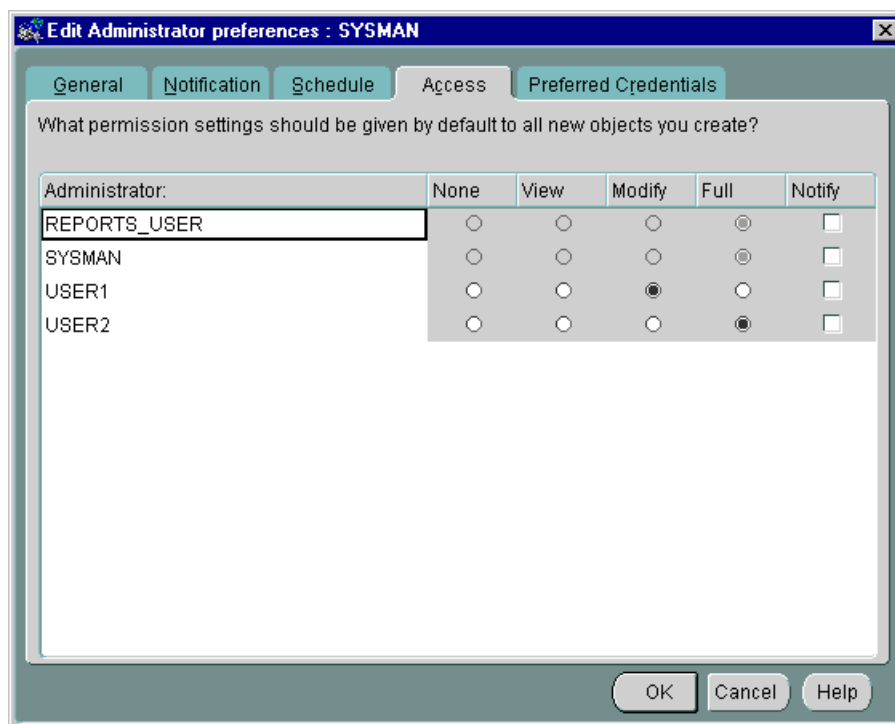 Edit Administrator preferences : SYSMAN
General Notification Schedule Access Preferred Credentials
What permission settings should be given by default to all new objects you create?
Administrator: None View Modify Full Notify
REPORTS_USER
SYSMAN
USER1
USER2
OK Cancel Help